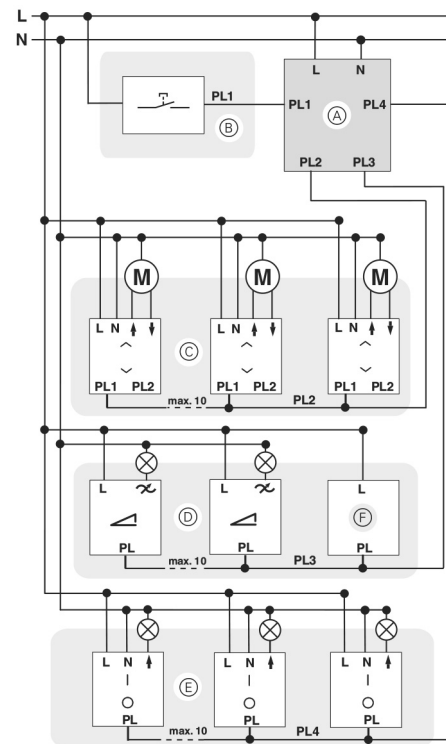 L
N
L N
PL1
PL1 PL4
A
B
PL2 PL3
M M M
L N L N L N
C
PL1 PL2 PL1 PL2 PL1 PL2
max. 10 PL2
L L L
D F
PL PL PL
max. 10 PL3
L N L N L N
E
PL PL PL
max. 10 PL4